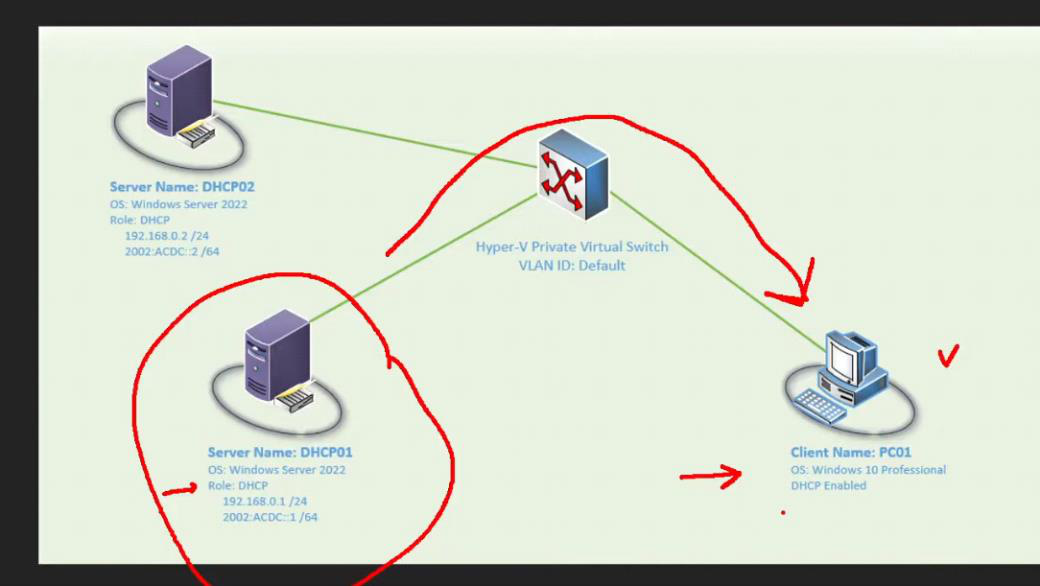 Server Name: DHCP02
OS: Windows Server 2022
Role: DHCP
192.168.0.2 /24
2002:ACDC::2 /64
Hyper-V Private Virtual Switch
VLAN ID: Default
Server Name: DHCP01
OS: Windows Server 2022
Role: DHCP
192.168.0.1 /24
2002:ACDC::1 /64
Client Name: PC01
OS: Windows 10 Professional
DHCP Enabled